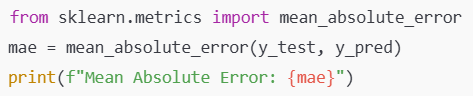 from sklearn.metrics import mean_absolute_error
mae = mean_absolute_error(y_test, y_pred)
print(f"Mean Absolute Error: {mae}")